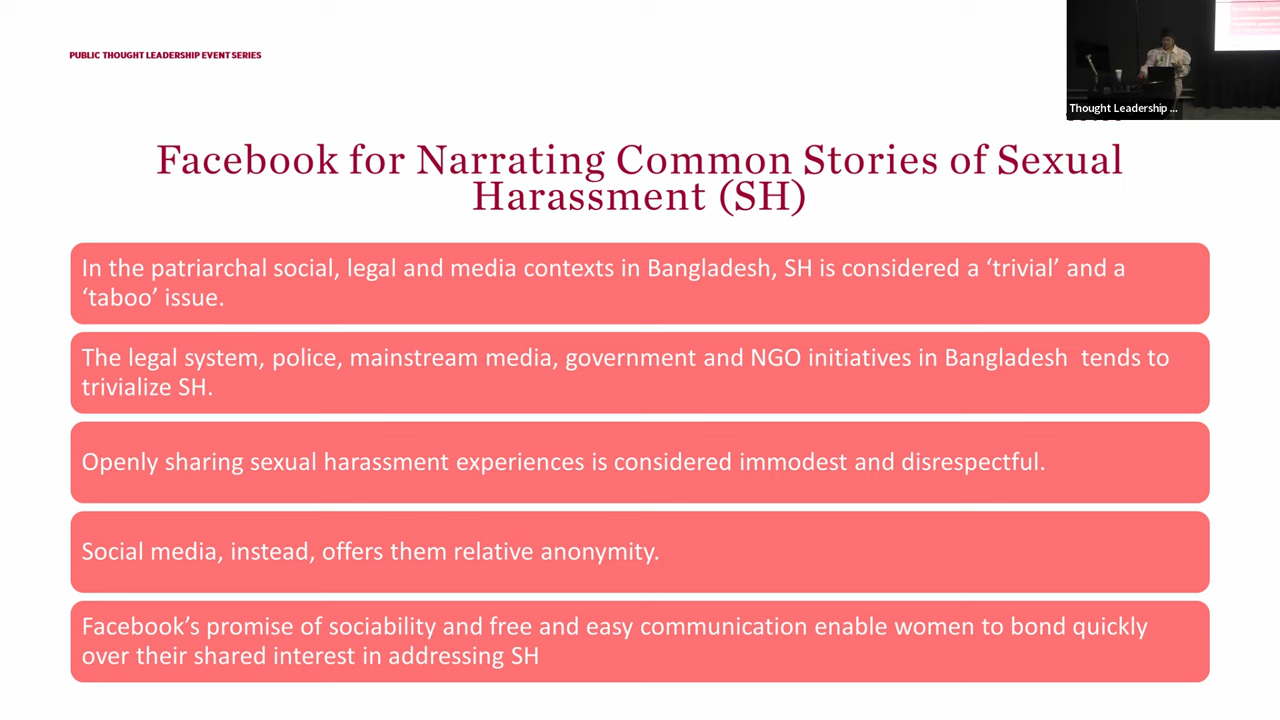 PUBLIC THOUGHT LEADERSHIP EVENT SERIES
Thought Leadership ...
Facebook for Narrating Common Stories of Sexual
Harassment (SH)
In the patriarchal social, legal and media contexts in Bangladesh, SH is considered a ‘trivial’ and a
‘taboo’ issue.
The legal system, police, mainstream media, government and NGO initiatives in Bangladesh  tends to
trivialize SH.
Openly sharing sexual harassment experiences is considered immodest and disrespectful.
Social media, instead, offers them relative anonymity.
Facebook’s promise of sociability and free and easy communication enable women to bond quickly
over their shared interest in addressing SH